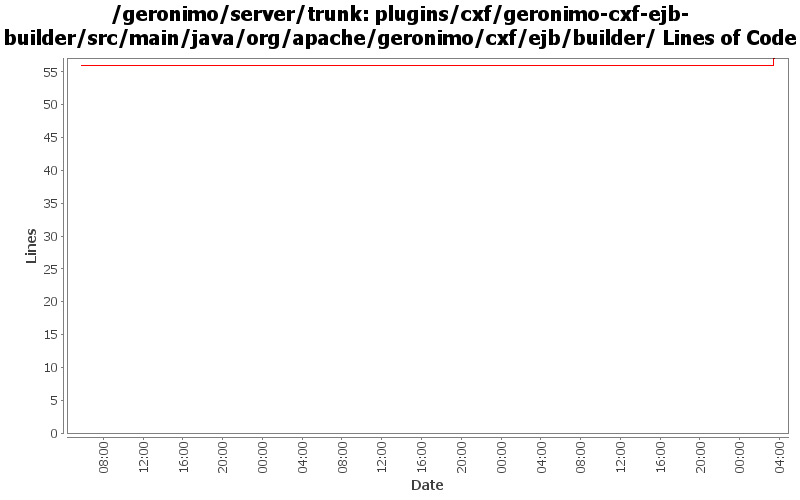 /geronimo/server/trunk: plugins/cxf/geronimo-cxf-ejb-
builder/src/main/java/org/apache/geronimo/cxf/ejb/builder/ Lines of Code
55
50
45
40
35
30
25
20
15
10
5
0
Lines
08:00 12:00 16:00 20:00 00:00 04:00 08:00 12:00 16:00 20:00 00:00 04:00 08:00 12:00 16:00 20:00 00:00 04:00
Date